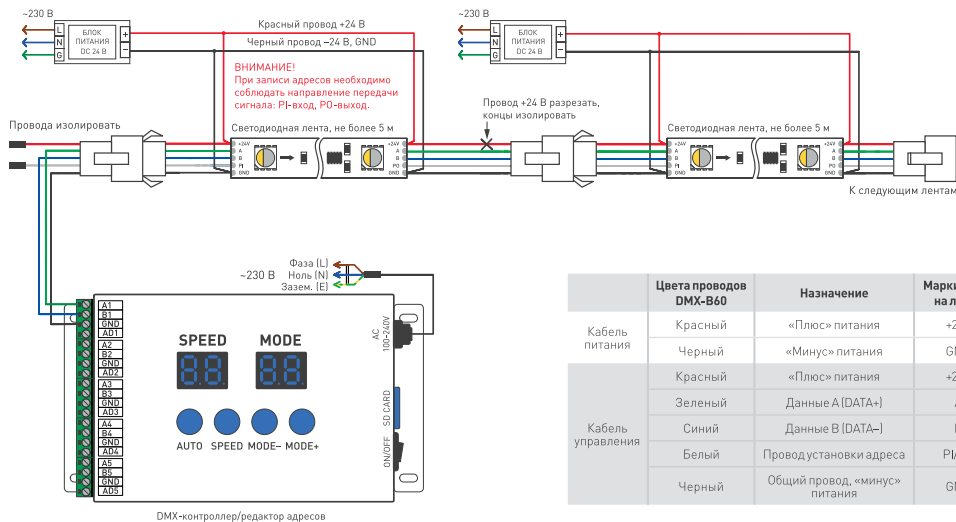 ~230 В
L
N
G
БЛОК
ПИТАНИЯ
DC 24 В
+
–
Красный провод +24 В
Черный провод –24 В, GND
ВНИМАНИЕ!
При записи адресов необходимо
соблюдать направление передачи
сигнала: PI-вход, PO-выход.
~230 В
L
N
G
БЛОК
ПИТАНИЯ
DC 24 В
+
–
Провод +24 В разрезать,
концы изолировать
Провода изолировать
Светодиодная лента, не более 5 м
+24V
A
B
PI
GND
+24V
A
B
PO
GND
Светодиодная лента, не более 5 м
+24V
A
B
PI
GND
+24V
A
B
PO
GND
К следующим лентам
~230 В
Фаза (L)
Ноль (N)
Зазем. (E)
A1
B1
GND
AD1
A2
B2
GND
AD2
A3
B3
GND
AD3
A4
B4
GND
AD4
A5
B5
GND
AD5
SPEED
MODE
88
88
AUTO
SPEED
MODE–
MODE+
AC
100-240V
SD CARD
ON/OFF
DMX-контроллер/редактор адресов
Цвета проводов
DMX-B60
Назначение
на л
Кабель
питания
Красный
«Плюс» питания
+2
Черный
«Минус» питания
Кабель
управления
Красный
«Плюс» питания
+2
Зеленый
Данные A (DATA+)
Синий
Данные B (DATA–)
Белый
Провод установки адреса
PI/
Черный
Общий провод, «минус»
питания